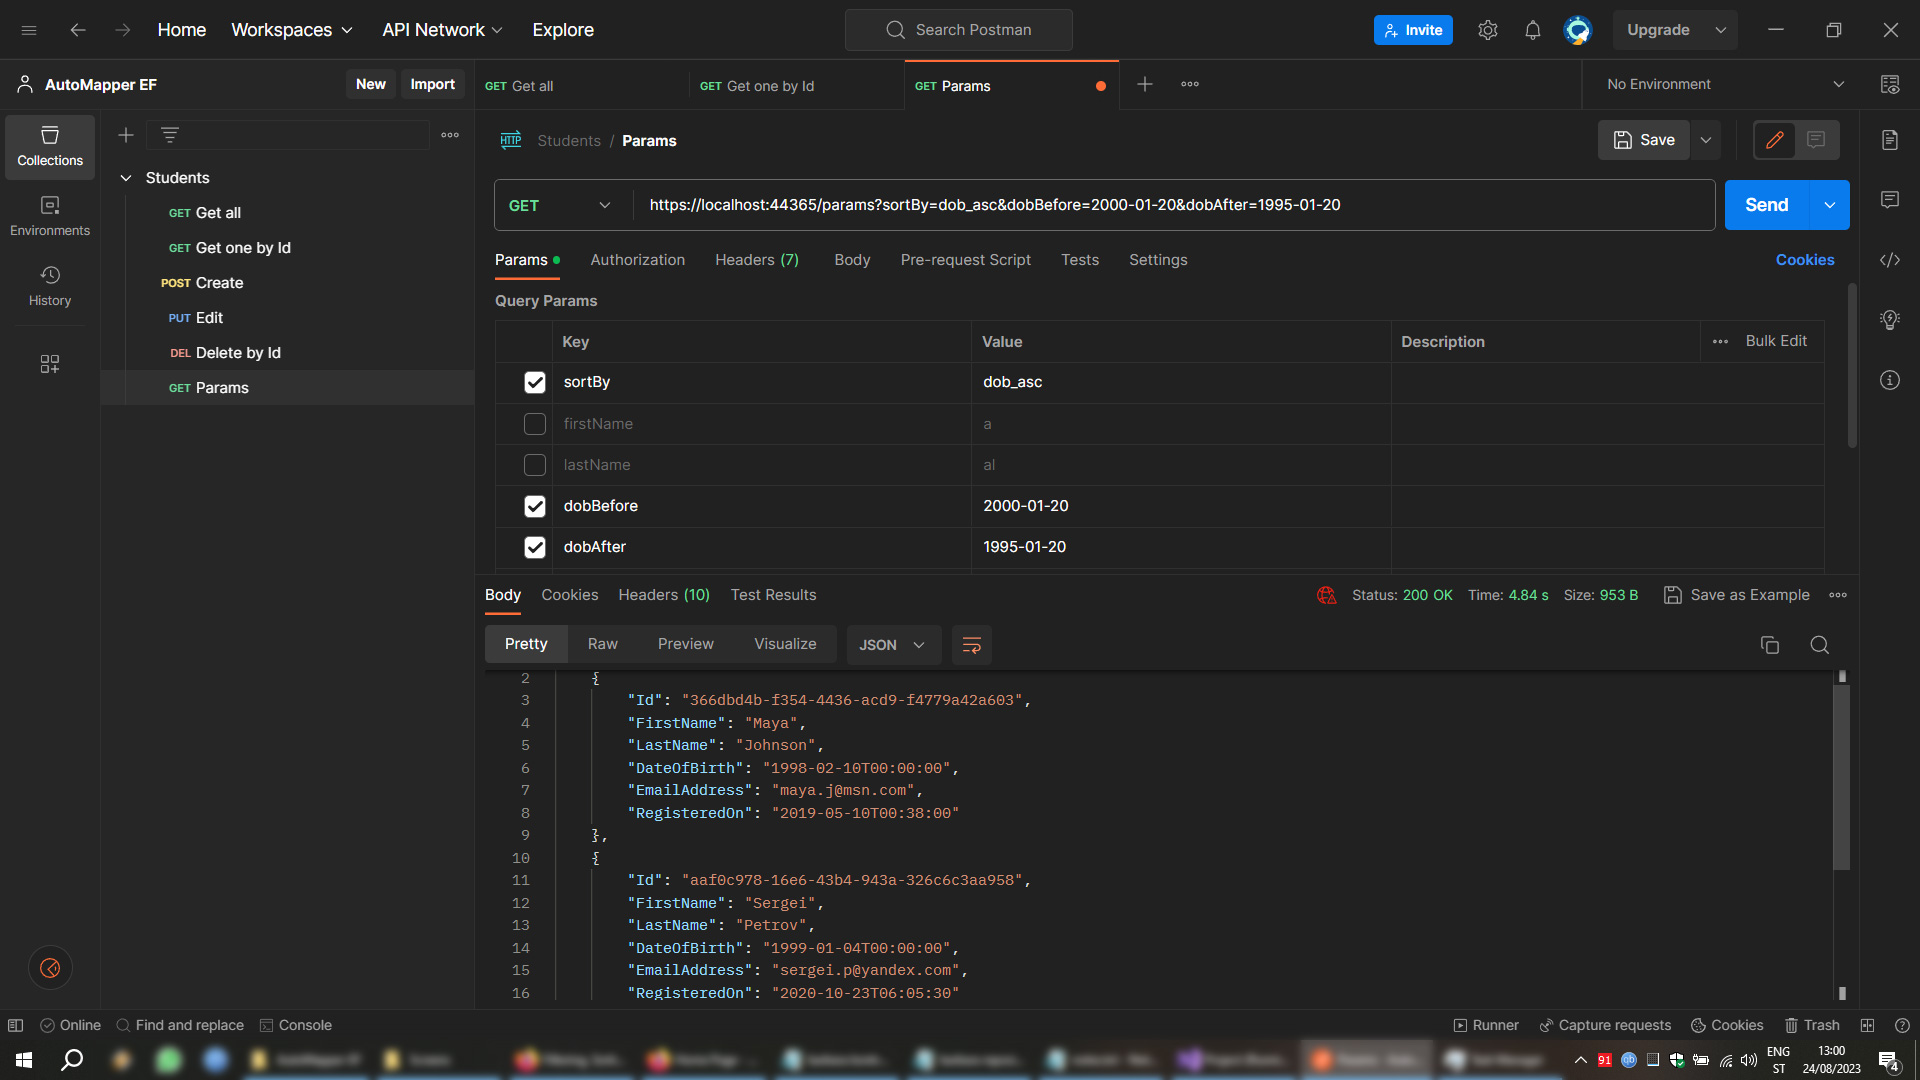 Home Workspaces API Network Explore Search Postman Invite Upgrade
AutoMapper EF New Import GET Get all GET Get one by Id GET Params No Environment
Collections
Environments
History
Students
GET Get all
GET Get one by Id
POST Create
PUT Edit
DEL Delete by Id
GET Params
HTTP Students / Params Save
GET https://localhost:44365/params?sortBy=dob_asc&dobBefore=2000-01-20&dobAfter=1995-01-20 Send
Params Authorization Headers (7) Body Pre-request Script Tests Settings Cookies
Query Params
Key Value Description Bulk Edit
sortBy dob_asc
firstName a
lastName al
dobBefore 2000-01-20
dobAfter 1995-01-20
Body Cookies Headers (10) Test Results Status: 200 OK Time: 4.84 s Size: 953 B Save as Example
Pretty Raw Preview Visualize JSON
2 {
3 "Id": "366dbd4b-f354-4436-acd9-f4779a42a603",
4 "FirstName": "Maya",
5 "LastName": "Johnson",
6 "DateOfBirth": "1998-02-10T00:00:00",
7 "EmailAddress": "maya.j@msn.com",
8 "RegisteredOn": "2019-05-10T00:38:00"
9 },
10 {
11 "Id": "aaf0c978-16e6-43b4-943a-326c6c3aa958",
12 "FirstName": "Sergei",
13 "LastName": "Petrov",
14 "DateOfBirth": "1999-01-04T00:00:00",
15 "EmailAddress": "sergei.p@yandex.com",
16 "RegisteredOn": "2020-10-23T06:05:30"
Online Find and replace Console Runner Capture requests Cookies Trash
91 qb ENG
ST 13:00
24/08/2023 4